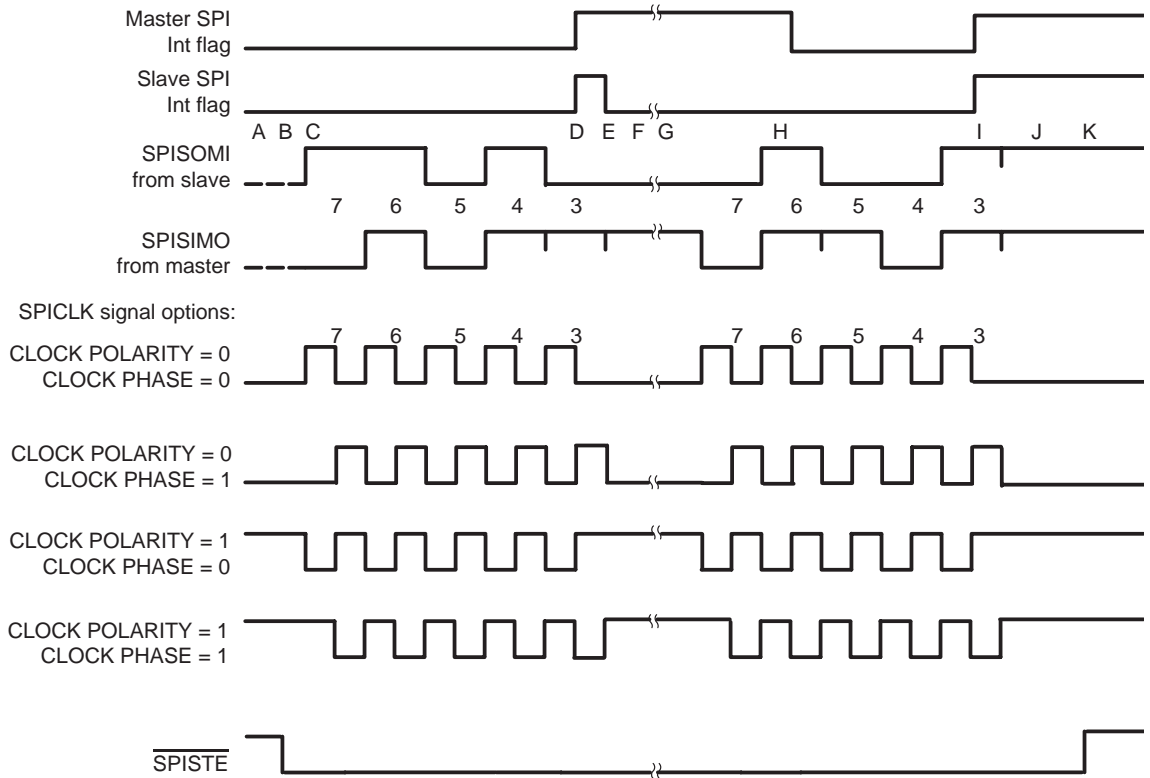 Master SPI
Int flag
Slave SPI
Int flag
A B C D E F G H I J K
SPISOMI
from slave
7 6 5 4 3 7 6 5 4 3
SPISIMO
from master
SPICLK signal options:
7 6 5 4 3 7 6 5 4 3
CLOCK POLARITY = 0
CLOCK PHASE = 0
CLOCK POLARITY = 0
CLOCK PHASE = 1
CLOCK POLARITY = 1
CLOCK PHASE = 0
CLOCK POLARITY = 1
CLOCK PHASE = 1
SPISTE